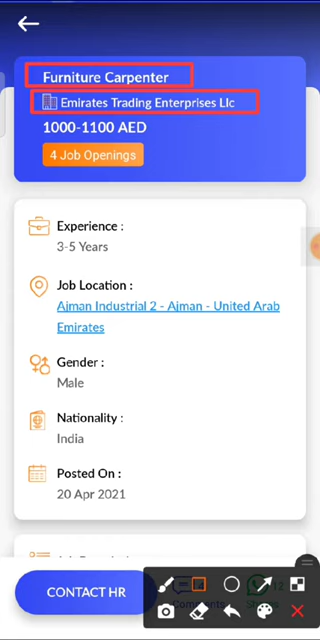 Furniture Carpenter
Emirates Trading Enterprises Llc
1000-1100 AED
4 Job Openings
Experience :
3-5 Years
Job Location :
Ajman Industrial 2 - Ajman - United Arab
Emirates
Gender :
Male
Nationality :
India
Posted On :
20 Apr 2021
CONTACT HR